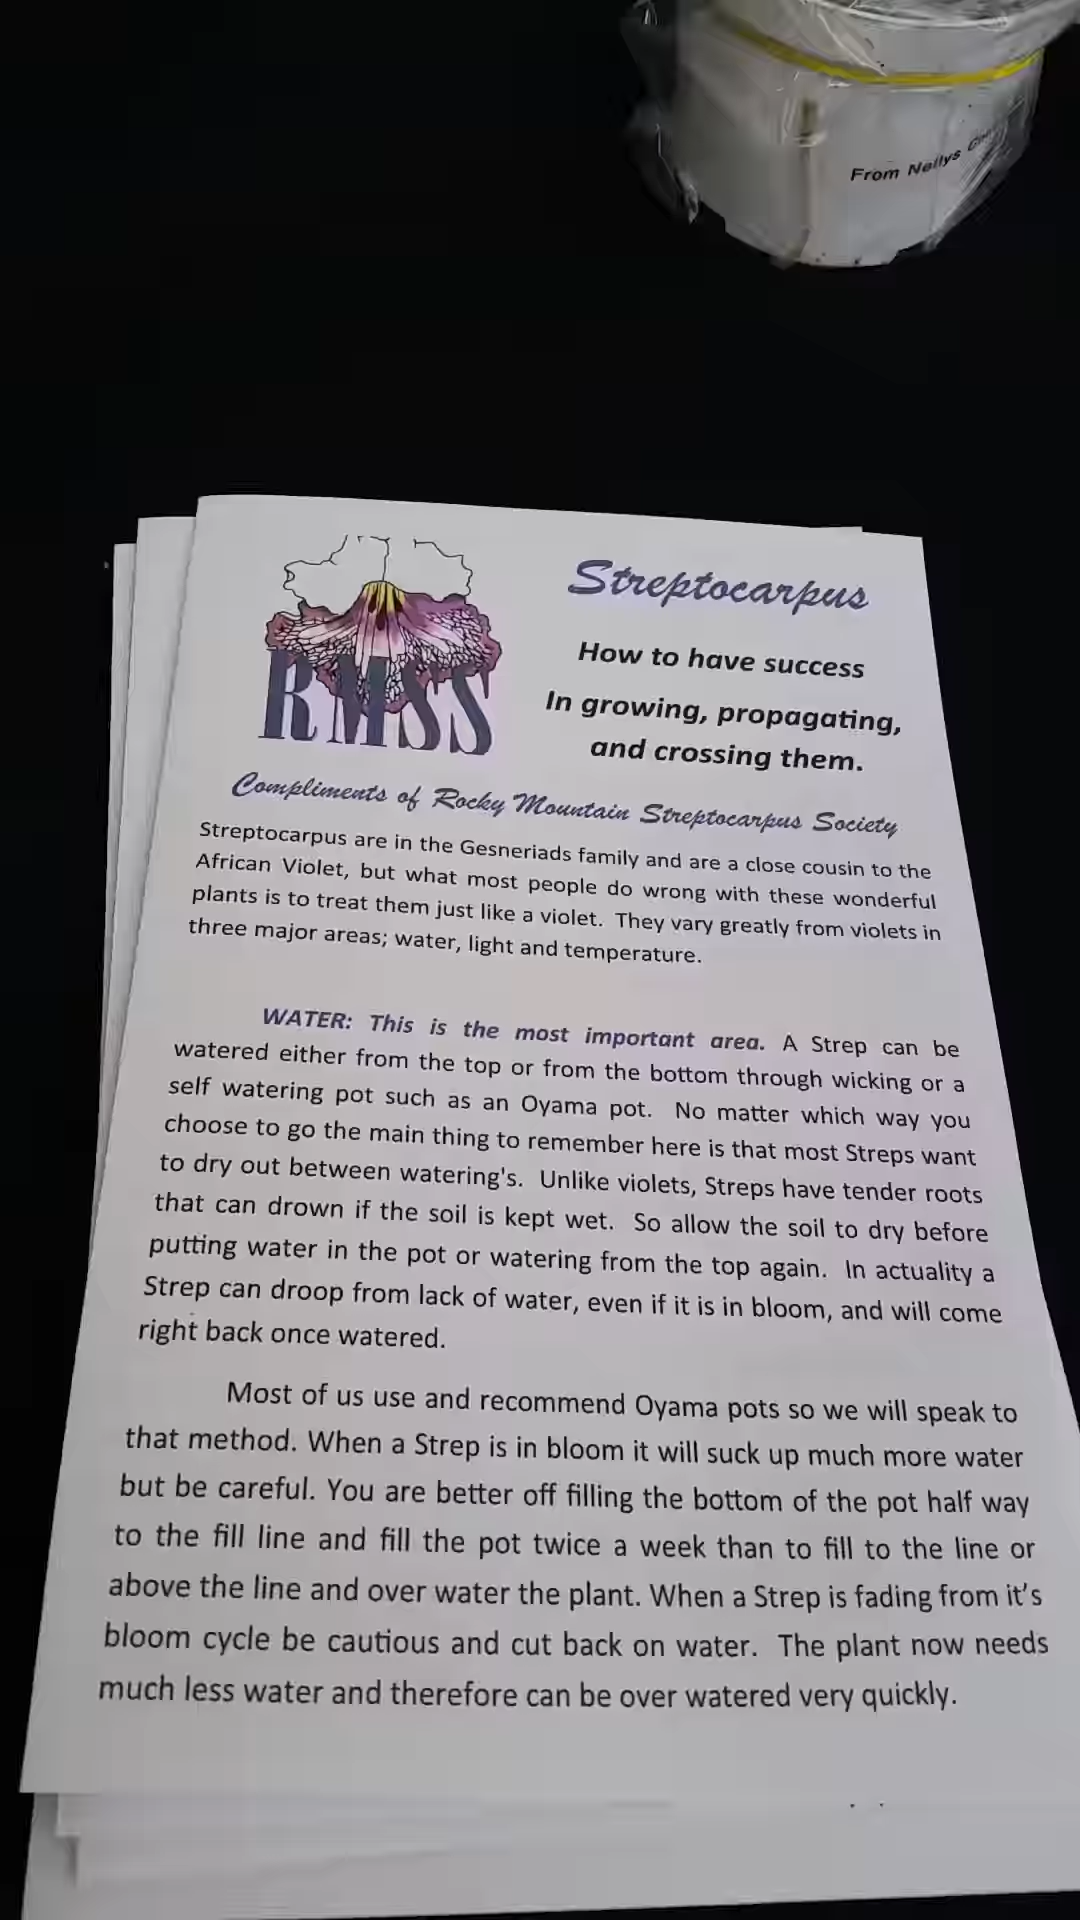 From Nellys
Streptocarpus
How to have success
In growing, propagating,
and crossing them.
RMSS
Compliments of Rocky Mountain Streptocarpus Society
Streptocarpus are in the Gesneriads family and are a close cousin to the
African Violet, but what most people do wrong with these wonderful
plants is to treat them just like a violet. They vary greatly from violets in
three major areas; water, light and temperature.
WATER: This is the most important area. A Strep can be
watered either from the top or from the bottom through wicking or a
self watering pot such as an Oyama pot. No matter which way you
choose to go the main thing to remember here is that most Streps want
to dry out between watering's. Unlike violets, Streps have tender roots
that can drown if the soil is kept wet. So allow the soil to dry before
putting water in the pot or watering from the top again. In actuality a
Strep can droop from lack of water, even if it is in bloom, and will come
right back once watered.
Most of us use and recommend Oyama pots so we will speak to
that method. When a Strep is in bloom it will suck up much more water
but be careful. You are better off filling the bottom of the pot half way
to the fill line and fill the pot twice a week than to fill to the line or
above the line and over water the plant. When a Strep is fading from it's
bloom cycle be cautious and cut back on water. The plant now needs
much less water and therefore can be over watered very quickly.